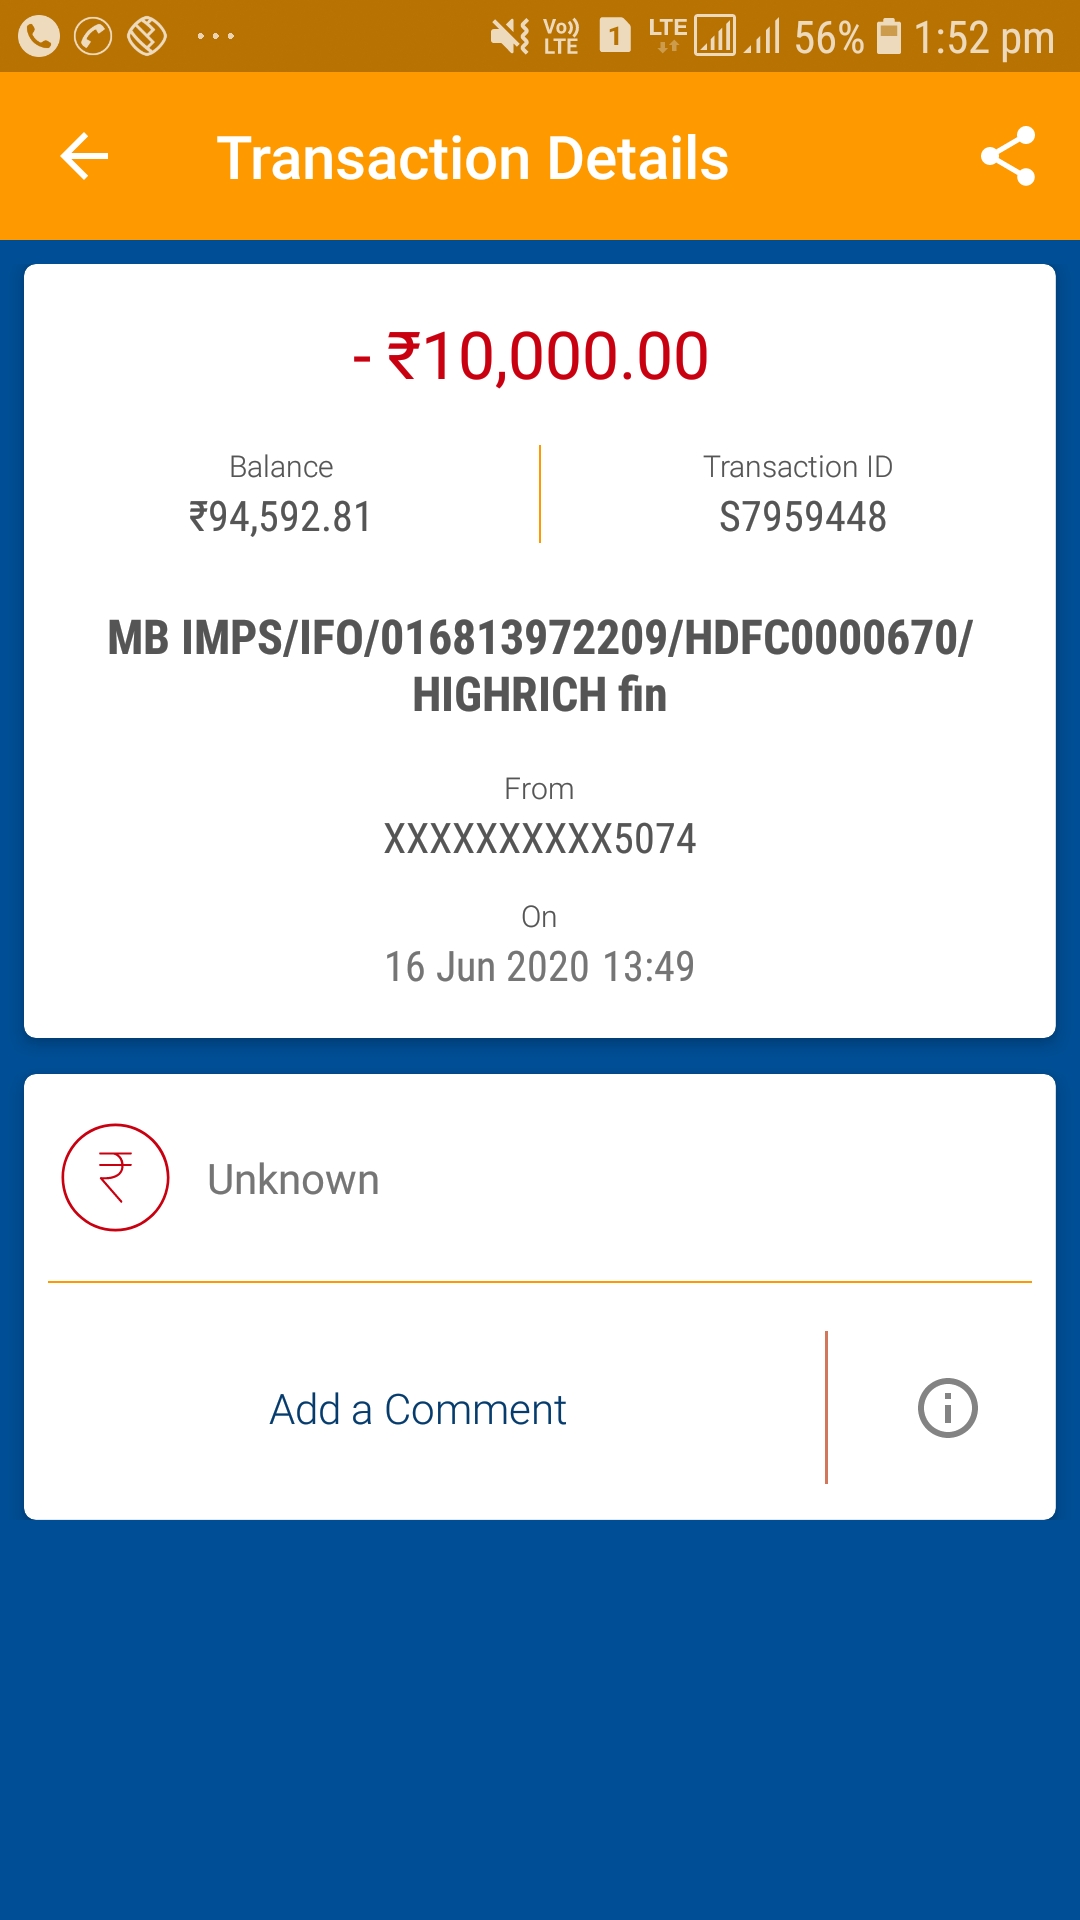 Vo)) LTE 1 LTE 56% 1:52 pm
Transaction Details
- ₹10,000.00
Balance
₹94,592.81
Transaction ID
S7959448
MB IMPS/IFO/016813972209/HDFC0000670/
HIGHRICH fin
From
XXXXXXXXXX5074
On
16 Jun 2020 13:49
₹ Unknown
Add a Comment